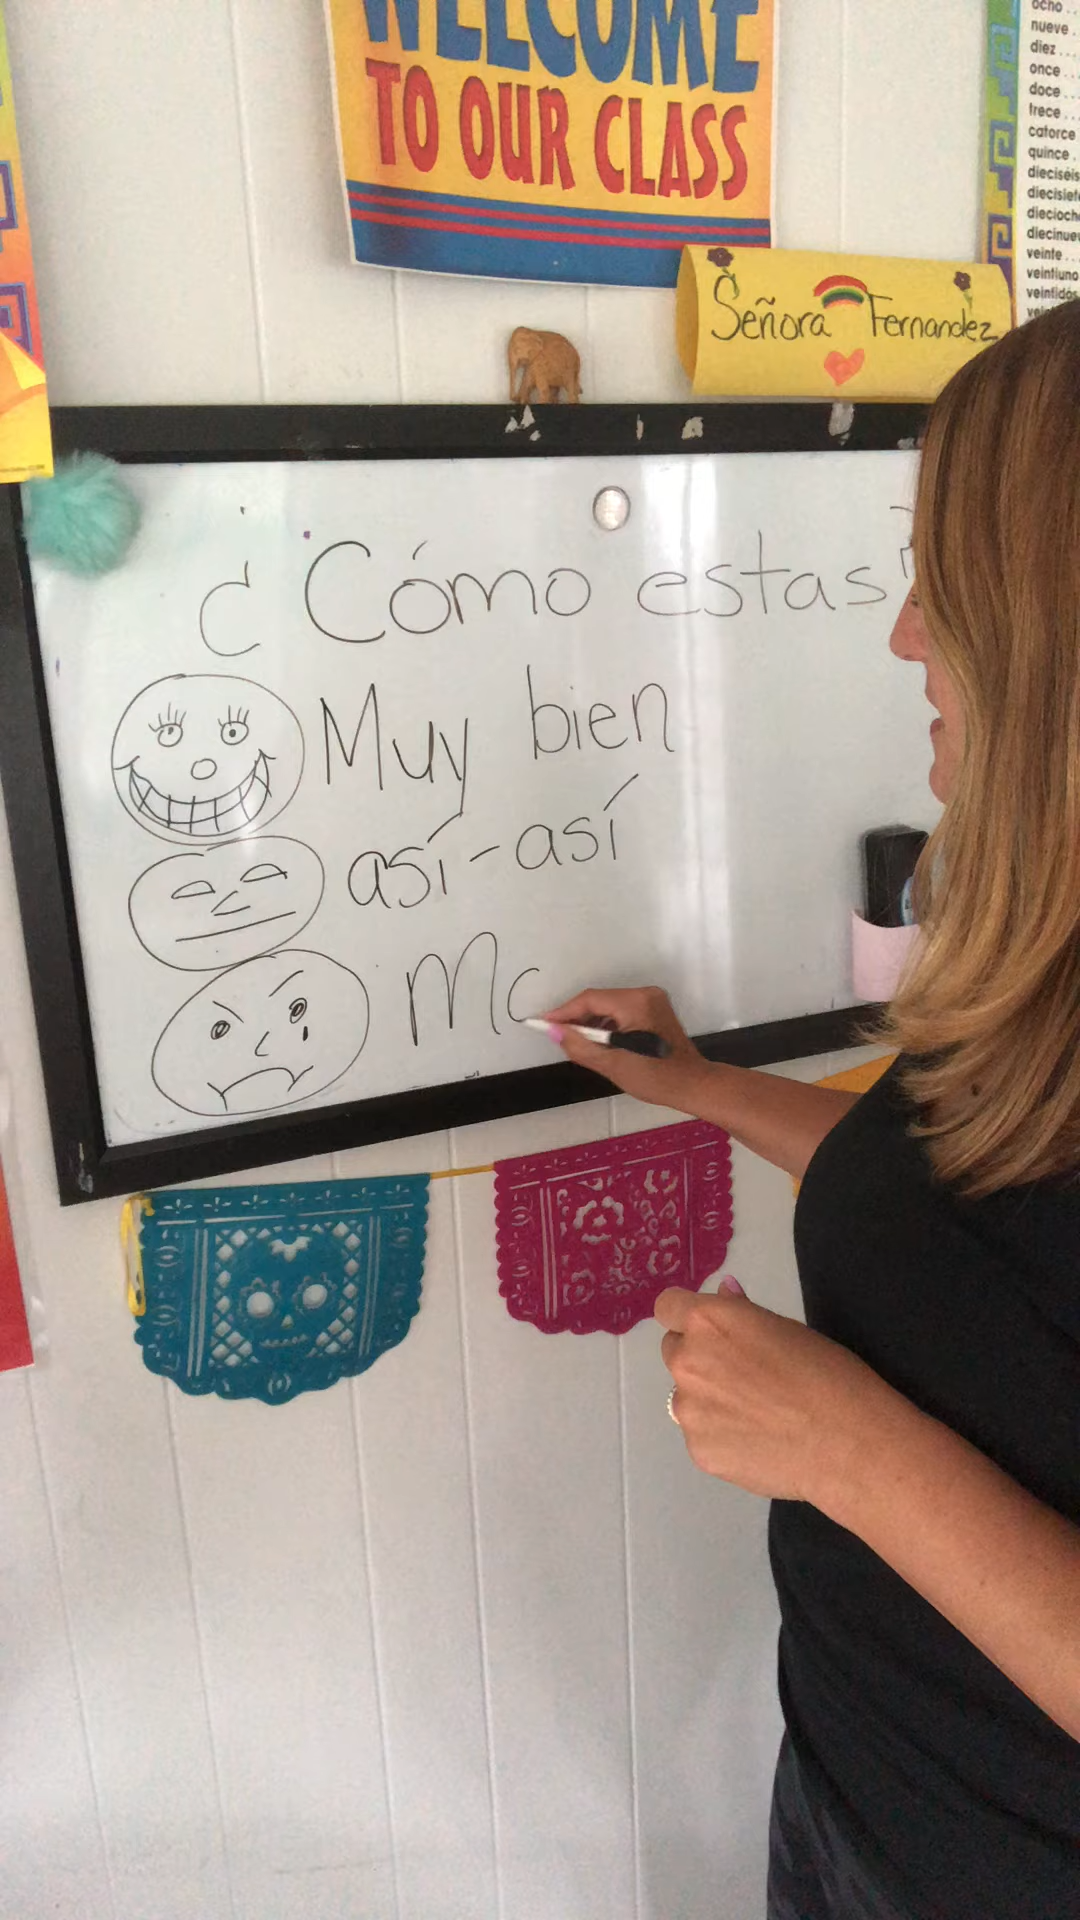 WELCOME
TO OUR CLASS
ocho
nueve
diez
once
doce
trece
catorce
quince
dieciséis
veinte
veintiuno
veintidós
Señora Fernandez
¿Cómo estas?
Muy bien
así-así